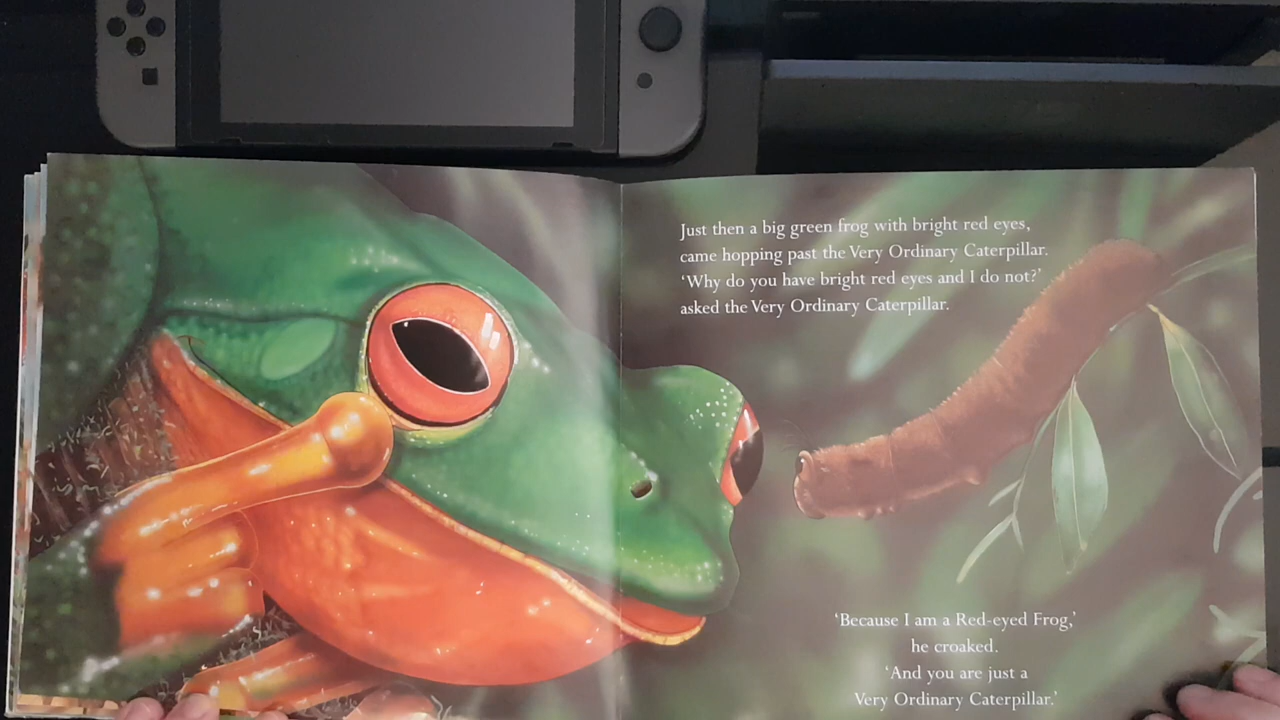 Just then a big green frog with bright red eyes,
came hopping past the Very Ordinary Caterpillar.
‘Why do you have bright red eyes and I do not?’
asked the Very Ordinary Caterpillar.
‘Because I am a Red-eyed Frog,’
he croaked.
‘And you are just a
Very Ordinary Caterpillar.’